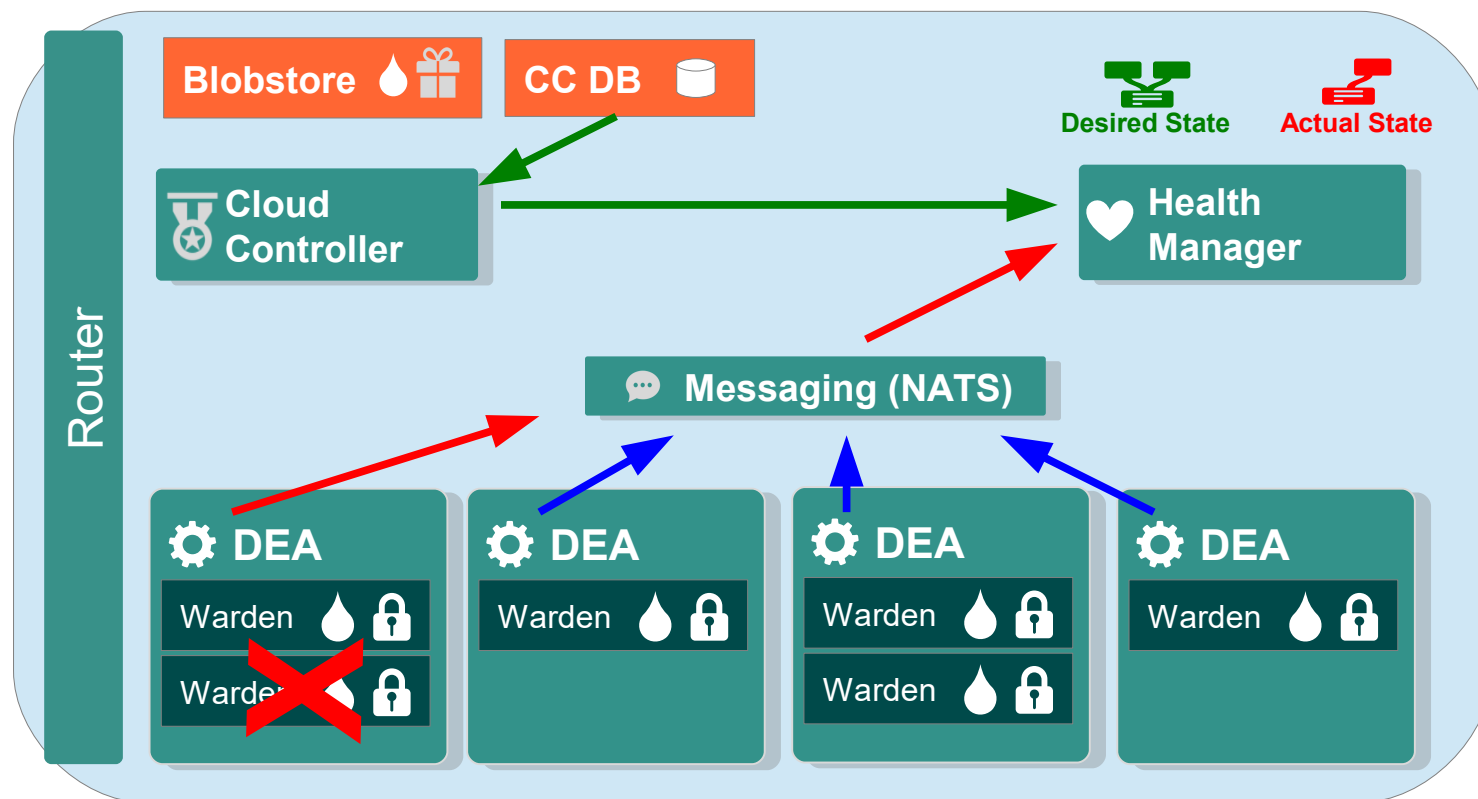 Router
Blobstore
CC DB
Desired State
Actual State
Cloud
Controller
Health
Manager
Messaging (NATS)
DEA
Warden
Warden
DEA
Warden
DEA
Warden
Warden
DEA
Warden